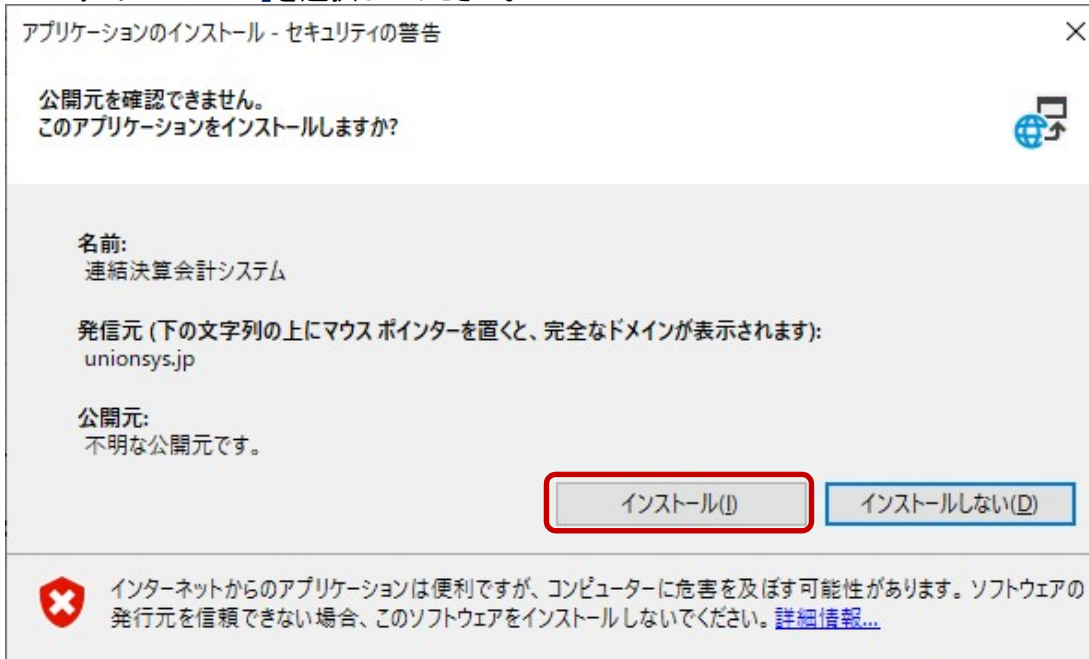 を選択してください。
アプリケーションのインストール - セキュリティの警告
公開元を確認できません。
このアプリケーションをインストールしますか?
名前:
連結決算会計システム
発信元 (下の文字列の上にマウス ポインターを置くと、完全なドメインが表示されます):
unionsys.jp
公開元:
不明な公開元です。
インストール(I)
インストールしない(D)
インターネットからのアプリケーションは便利ですが、コンピューターに危害を及ぼす可能性があります。ソフトウェアの
発行元を信頼できない場合、このソフトウェアをインストールしないでください。詳細情報...